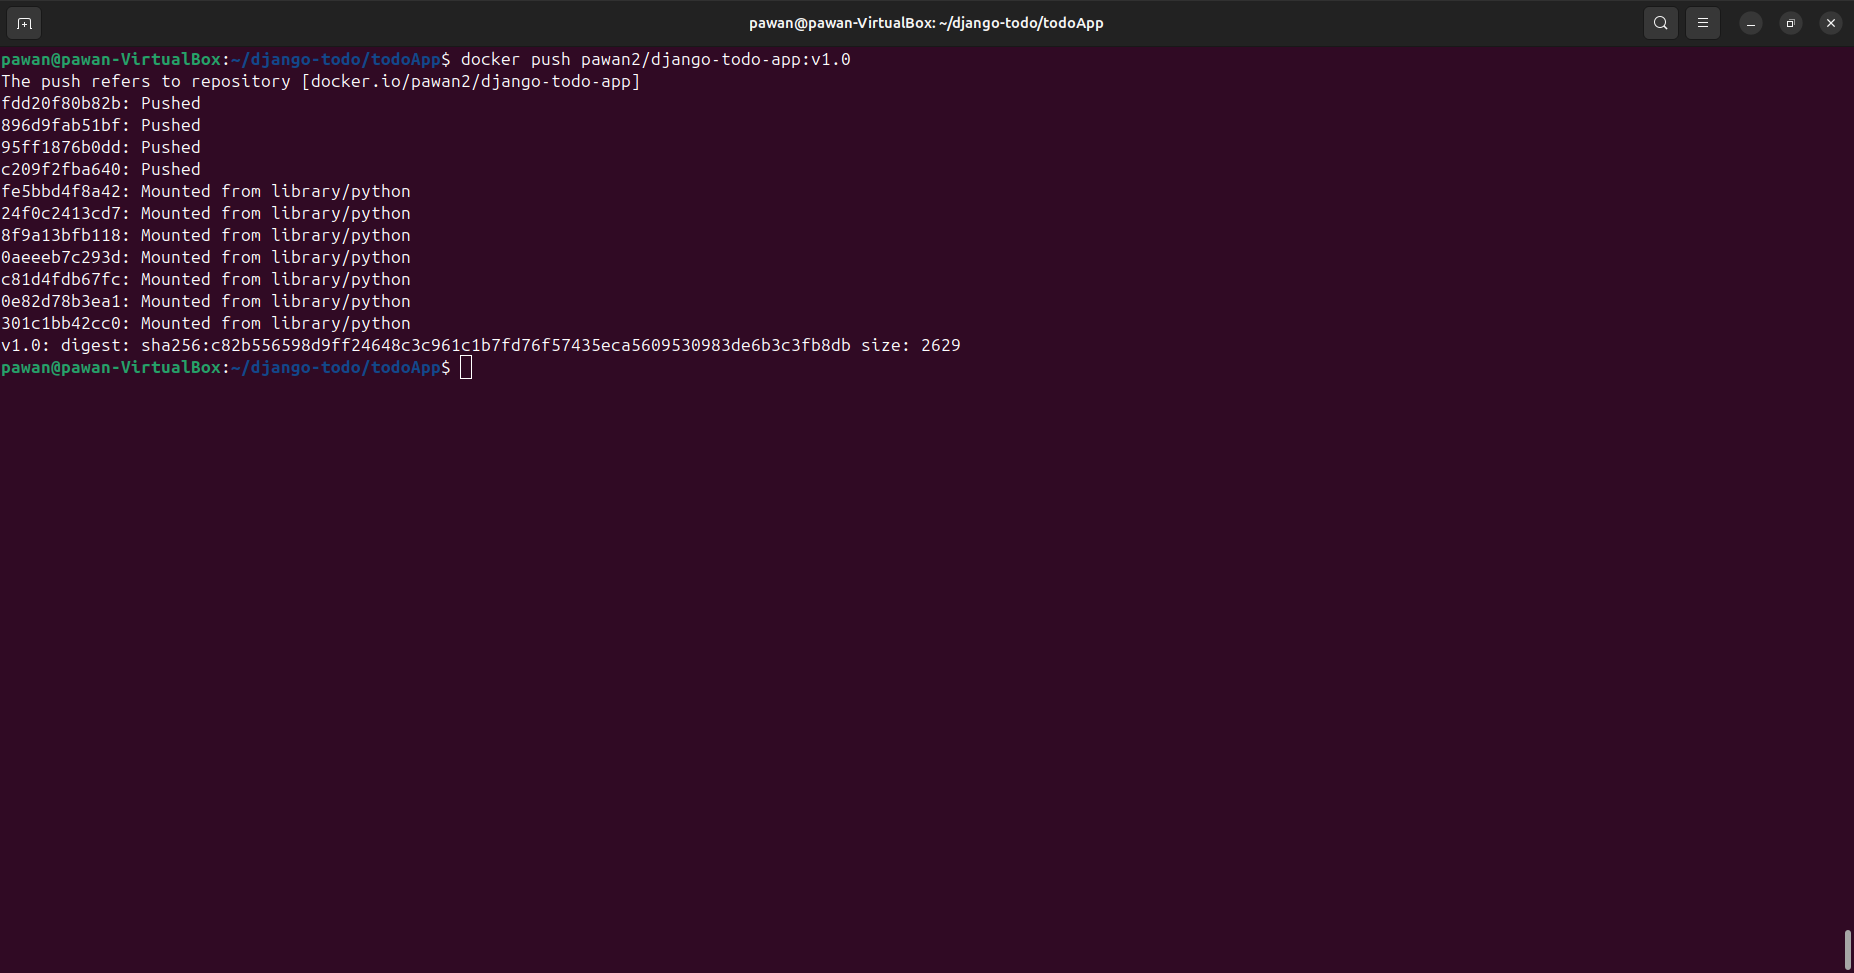 pawan@pawan-VirtualBox: ~/django-todo/todoApp
pawan@pawan-VirtualBox:~/django-todo/todoApp$ docker push pawan2/django-todo-app:v1.0
The push refers to repository [docker.io/pawan2/django-todo-app]
fdd20f80b82b: Pushed
896d9fab51bf: Pushed
95ff1876b0dd: Pushed
c209f2fba640: Pushed
fe5bbd4f8a42: Mounted from library/python
24f0c2413cd7: Mounted from library/python
8f9a13bfb118: Mounted from library/python
0aeeeb7c293d: Mounted from library/python
c81d4fdb67fc: Mounted from library/python
0e82d78b3ea1: Mounted from library/python
301c1bb42cc0: Mounted from library/python
v1.0: digest: sha256:c82b556598d9ff24648c3c961c1b7fd76f57435eca5609530983de6b3c3fb8db size: 2629
pawan@pawan-VirtualBox:~/django-todo/todoApp$